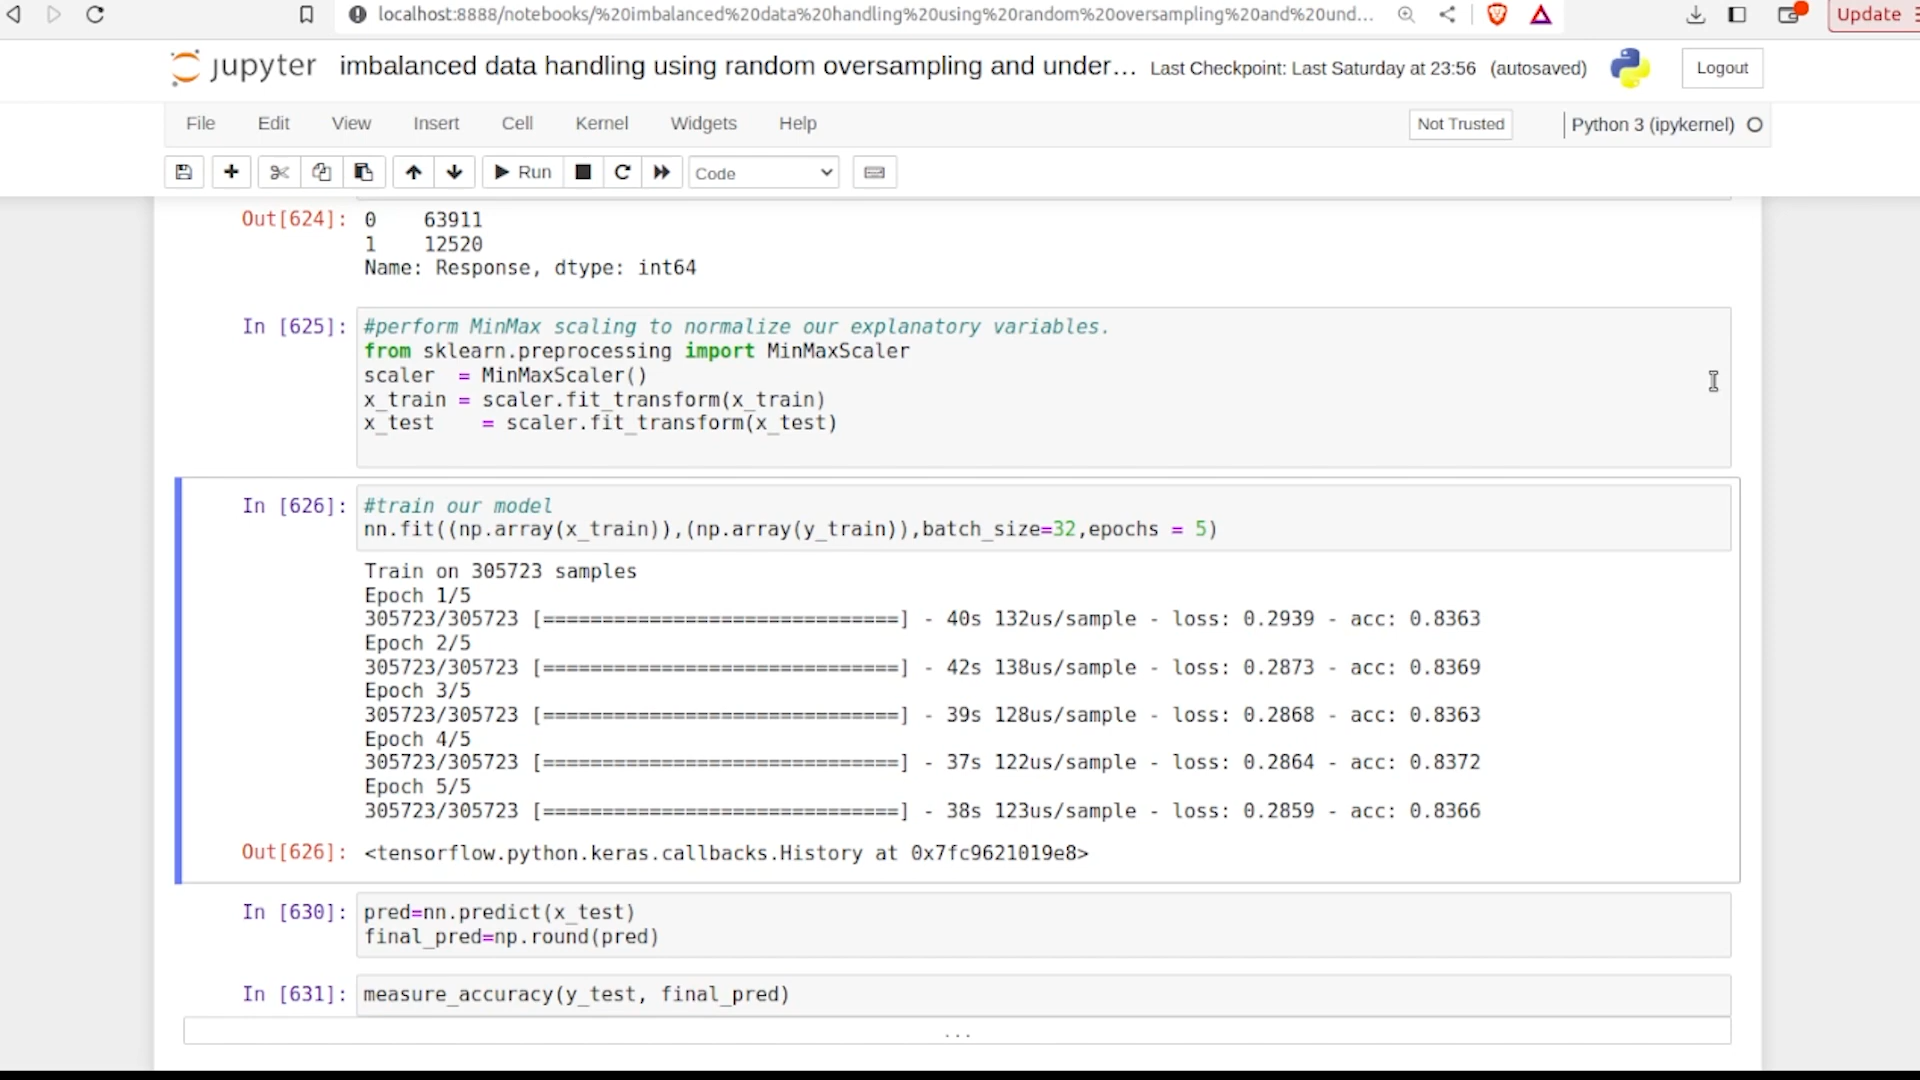 localhost:8888/notebooks/%20imbalanced%20data%20handling%20using%20random%20oversampling%20and%20und...
Update
jupyter imbalanced data handling using random oversampling and under... Last Checkpoint: Last Saturday at 23:56 (autosaved)
Logout
File Edit View Insert Cell Kernel Widgets Help
Not Trusted
Python 3 (ipykernel)
Run
Code
Out[624]: 0    63911
1    12520
Name: Response, dtype: int64
In [625]: #perform MinMax scaling to normalize our explanatory variables.
from sklearn.preprocessing import MinMaxScaler
scaler  = MinMaxScaler()
x_train = scaler.fit_transform(x_train)
x_test    = scaler.fit_transform(x_test)
In [626]: #train our model
nn.fit((np.array(x_train)),(np.array(y_train)),batch_size=32,epochs = 5)
Train on 305723 samples
Epoch 1/5
305723/305723 [==============================] - 40s 132us/sample - loss: 0.2939 - acc: 0.8363
Epoch 2/5
305723/305723 [==============================] - 42s 138us/sample - loss: 0.2873 - acc: 0.8369
Epoch 3/5
305723/305723 [==============================] - 39s 128us/sample - loss: 0.2868 - acc: 0.8363
Epoch 4/5
305723/305723 [==============================] - 37s 122us/sample - loss: 0.2864 - acc: 0.8372
Epoch 5/5
305723/305723 [==============================] - 38s 123us/sample - loss: 0.2859 - acc: 0.8366
Out[626]: <tensorflow.python.keras.callbacks.History at 0x7fc9621019e8>
In [630]: pred=nn.predict(x_test)
final_pred=np.round(pred)
In [631]: measure_accuracy(y_test, final_pred)
...